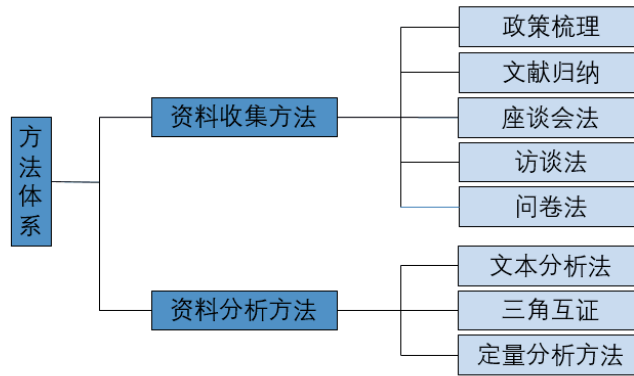 方法体系
资料收集方法
政策梳理
文献归纳
座谈会法
访谈法
问卷法
资料分析方法
文本分析法
三角互证
定量分析方法